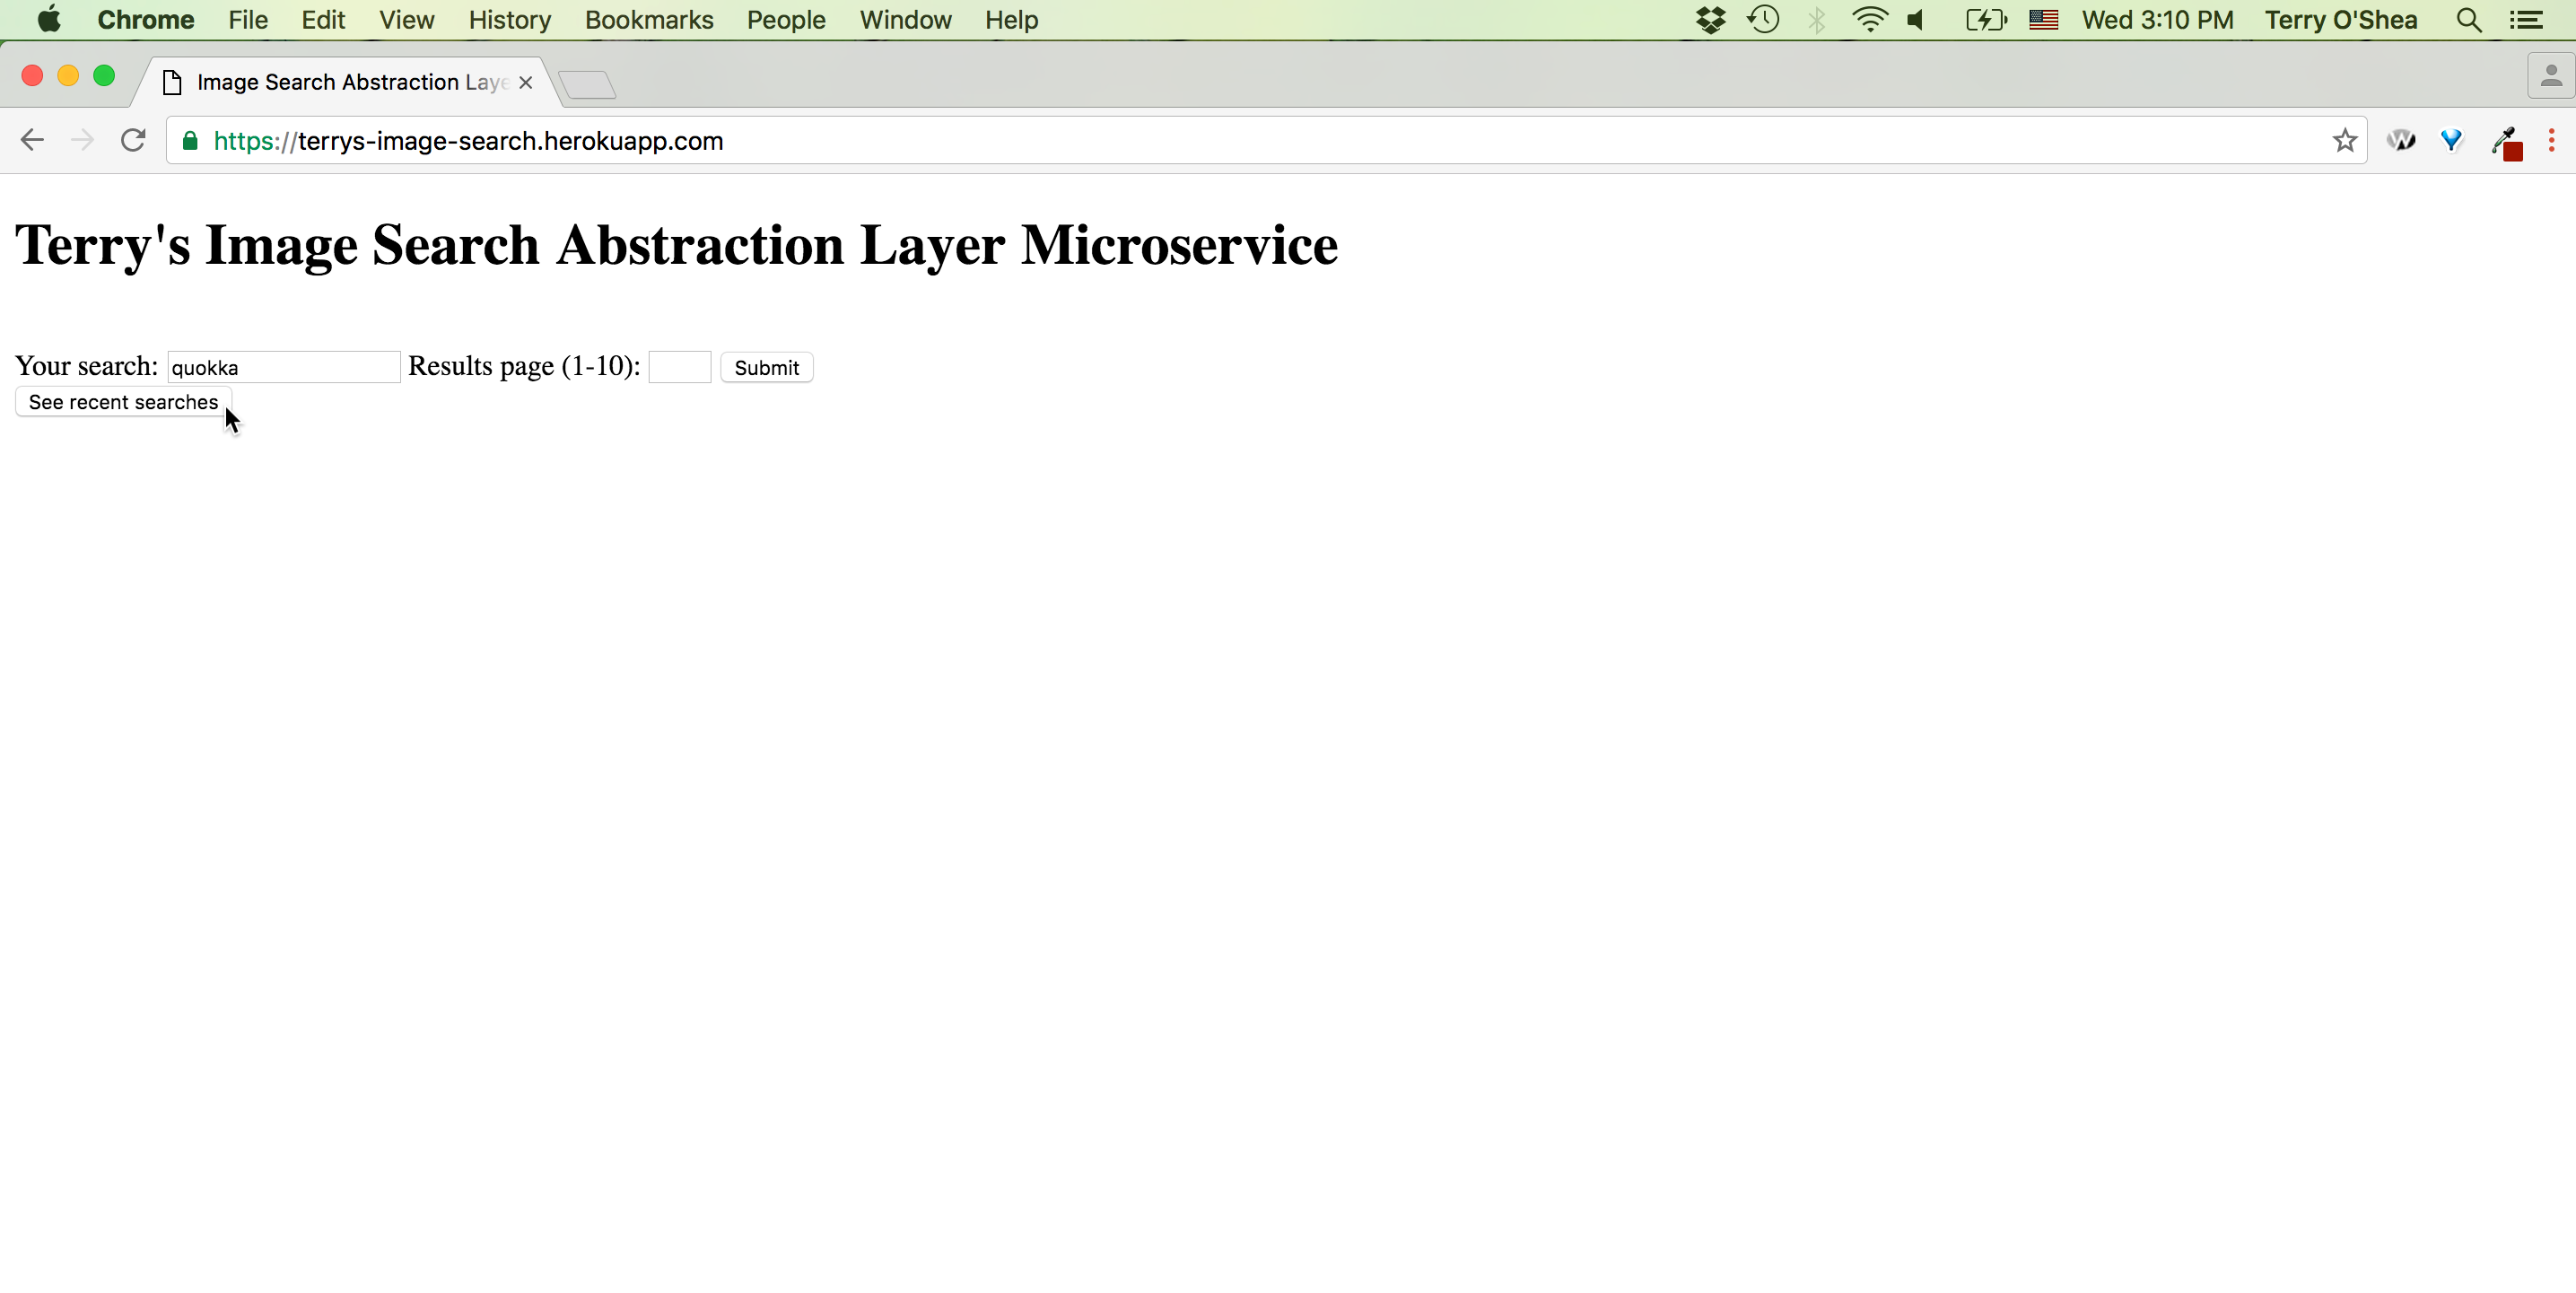 Chrome File Edit View History Bookmarks People Window Help Wed 3:10 PM Terry O'Shea
Image Search Abstraction Laye
https://terrys-image-search.herokuapp.com
Terry's Image Search Abstraction Layer Microservice
Your search: quokka Results page (1-10): Submit
See recent searches